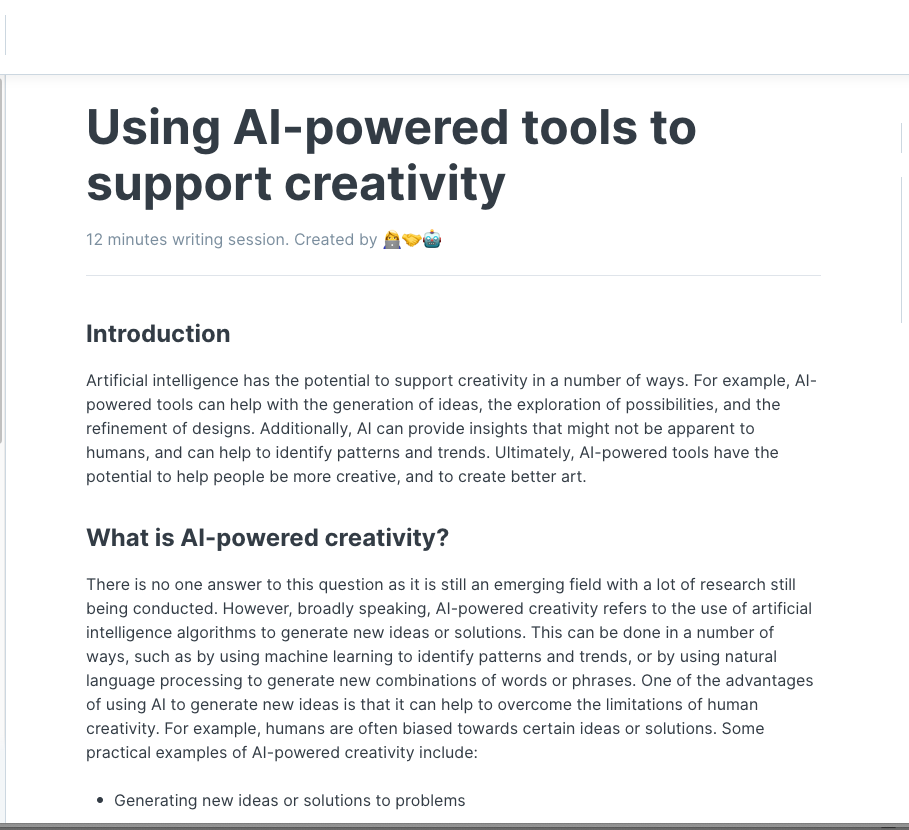 Using AI-powered tools to
support creativity
12 minutes writing session. Created by 🧑‍💻🤝🤖
Introduction
Artificial intelligence has the potential to support creativity in a number of ways. For example, AI-
powered tools can help with the generation of ideas, the exploration of possibilities, and the
refinement of designs. Additionally, AI can provide insights that might not be apparent to
humans, and can help to identify patterns and trends. Ultimately, AI-powered tools have the
potential to help people be more creative, and to create better art.
What is AI-powered creativity?
There is no one answer to this question as it is still an emerging field with a lot of research still
being conducted. However, broadly speaking, AI-powered creativity refers to the use of artificial
intelligence algorithms to generate new ideas or solutions. This can be done in a number of
ways, such as by using machine learning to identify patterns and trends, or by using natural
language processing to generate new combinations of words or phrases. One of the advantages
of using AI to generate new ideas is that it can help to overcome the limitations of human
creativity. For example, humans are often biased towards certain ideas or solutions. Some
practical examples of AI-powered creativity include:
• Generating new ideas or solutions to problems